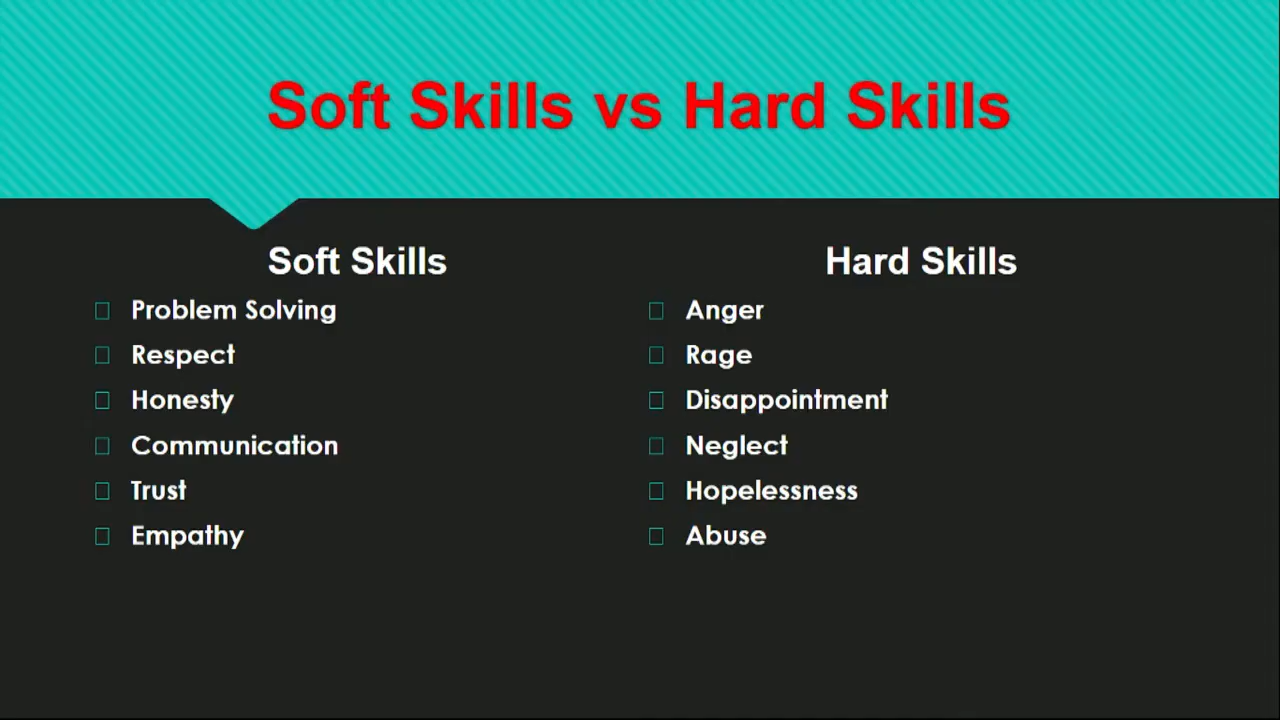 Soft Skills vs Hard Skills
Soft Skills
Problem Solving
Respect
Honesty
Communication
Trust
Empathy
Hard Skills
Anger
Rage
Disappointment
Neglect
Hopelessness
Abuse